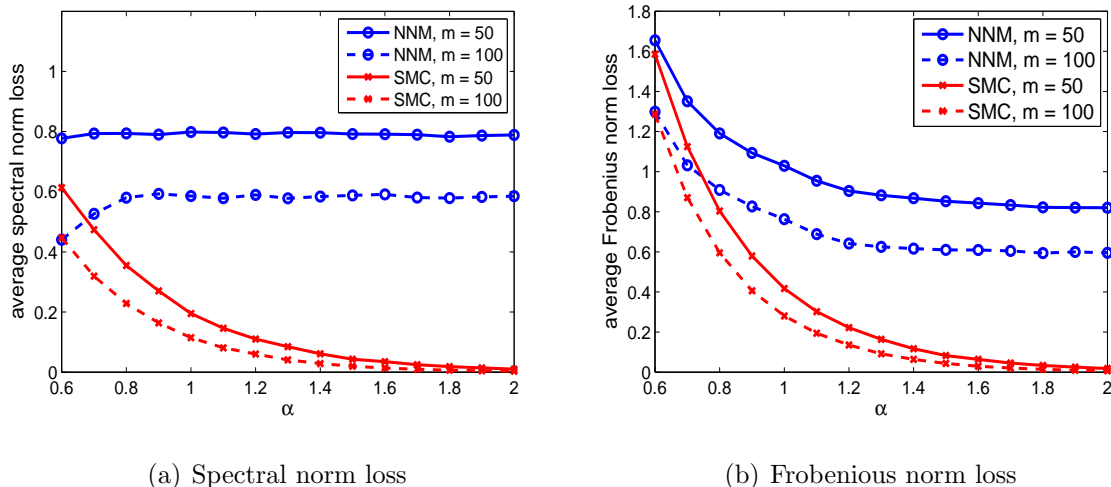 NNM, m = 50
NNM, m = 100
SMC, m = 50
SMC, m = 100
1
0.8
0.6
0.4
0.2
0
0.6 0.8 1 1.2 1.4 1.6 1.8 2
average spectral norm loss
α
(a) Spectral norm loss
NNM, m = 50
NNM, m = 100
SMC, m = 50
SMC, m = 100
1.8
1.6
1.4
1.2
1
0.8
0.6
0.4
0.2
0
0.6 0.8 1 1.2 1.4 1.6 1.8 2
average Frobenius norm loss
α
(b) Frobenious norm loss